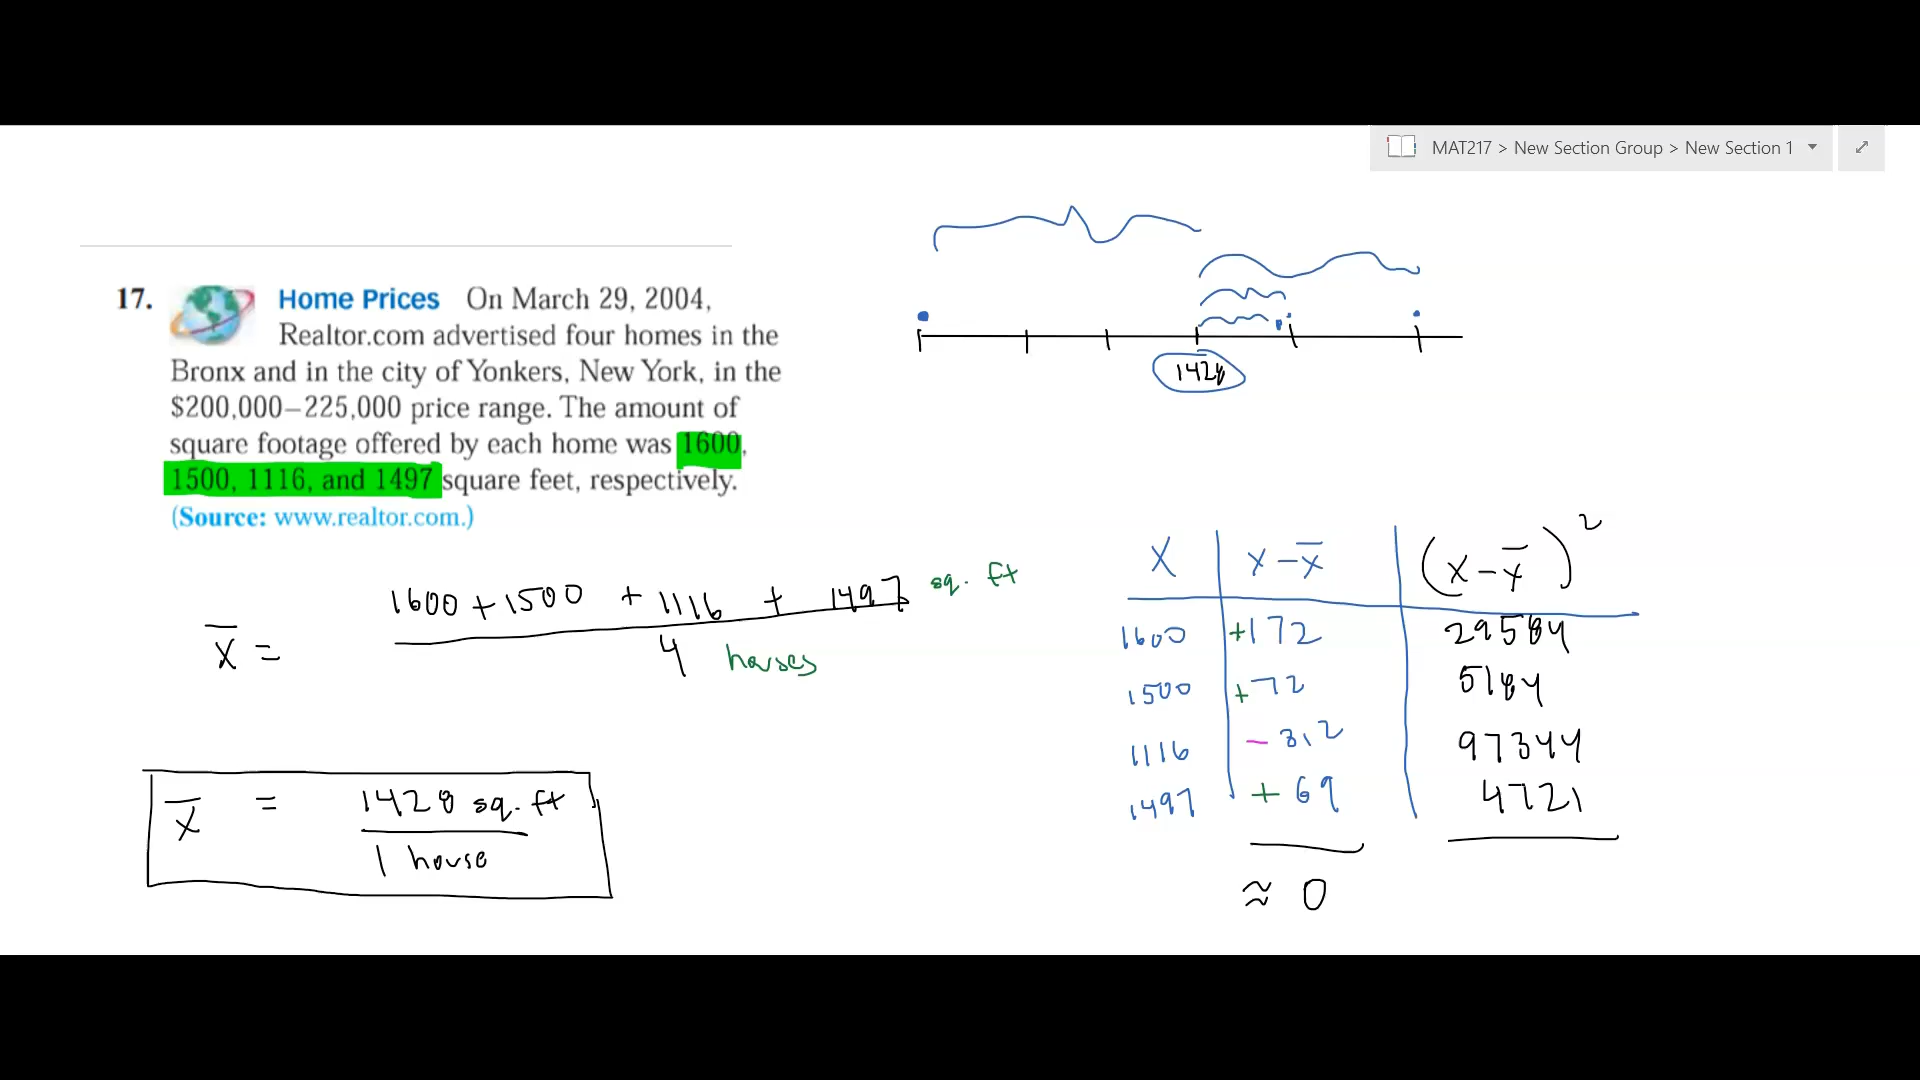 MAT217 > New Section Group > New Section 1
17. Home Prices On March 29, 2004,
Realtor.com advertised four homes in the
Bronx and in the city of Yonkers, New York, in the
$200,000–225,000 price range. The amount of
square footage offered by each home was 1600,
1500, 1116, and 1497 square feet, respectively.
(Source: www.realtor.com.)
1428
x̄ =
1600 + 1500 + 1116 + 1497 sq. ft
4 houses
x̄ = 1428 sq. ft
1 house
X | x - x̄ | (x - x̄)²
1600 | +172 | 29584
1500 | +72 | 5184
1116 | - 312 | 97344
1497 | + 69 | 4721
≈ 0